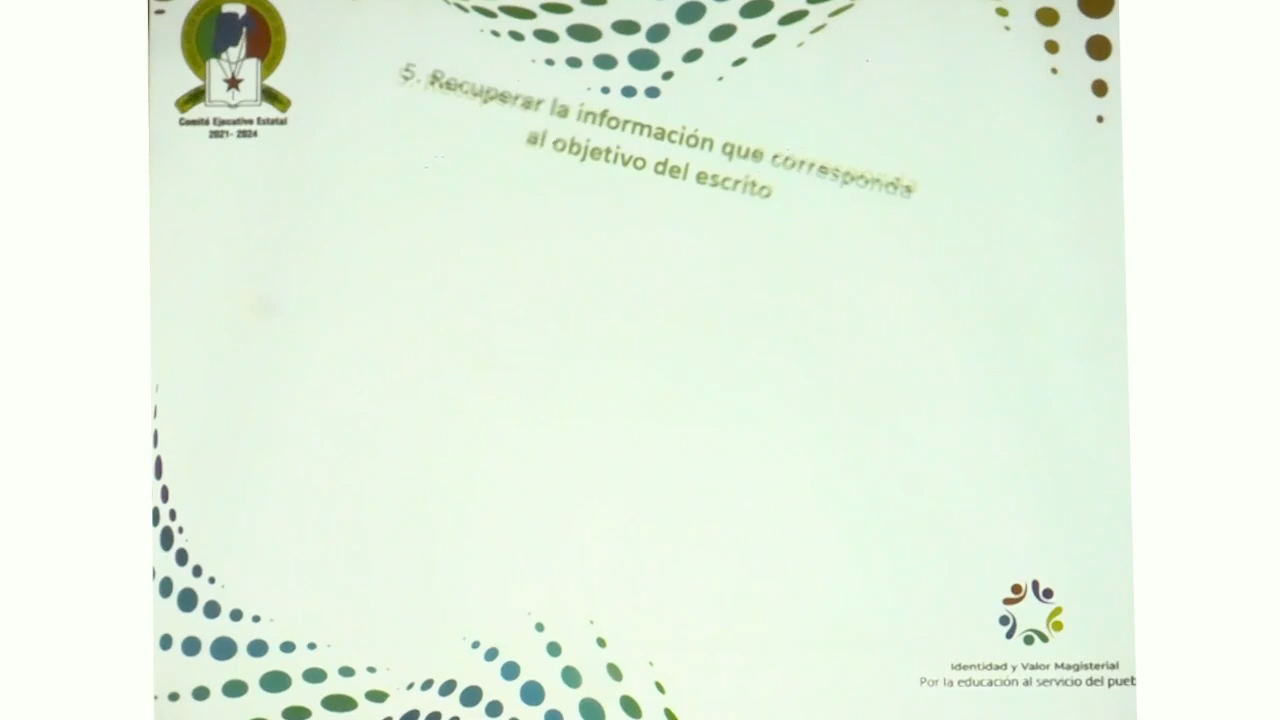 Comité Ejecutivo Estatal
2021- 2024
5. Recuperar la información que corresponda
al objetivo del escrito
Identidad y Valor Magisterial
Por la educación al servicio del puebl